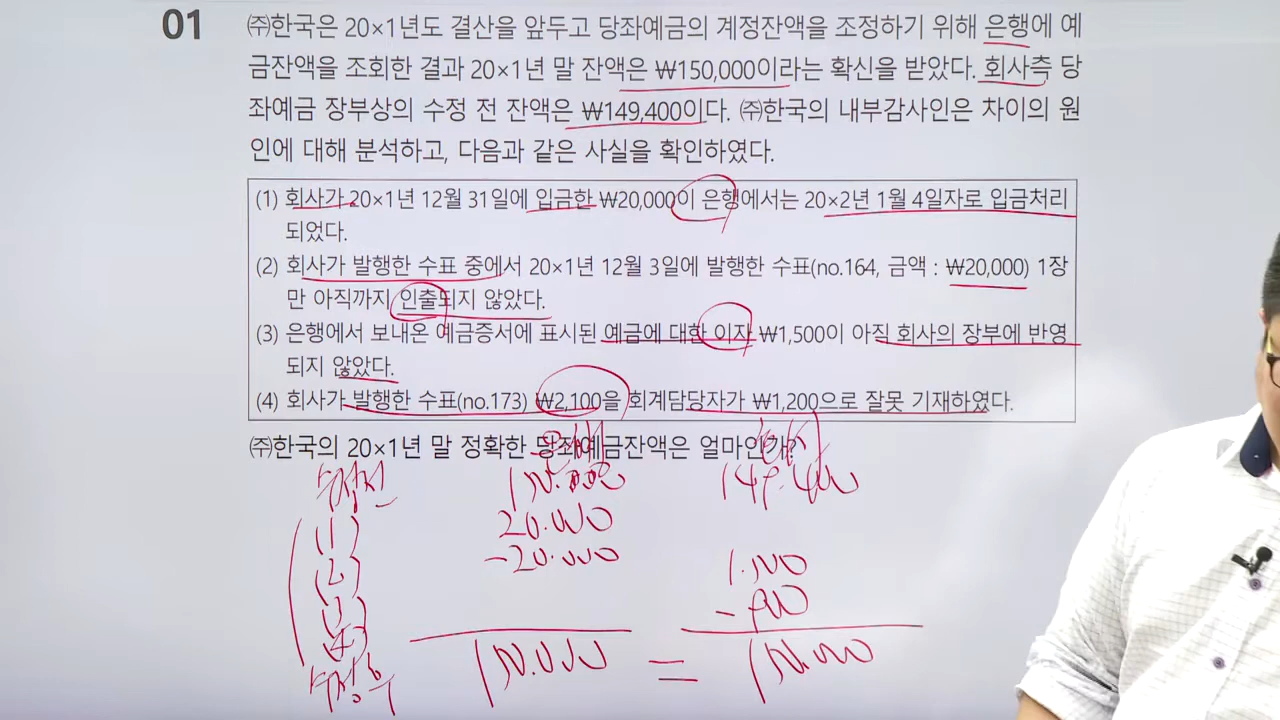 01
㈜한국은 20×1년도 결산을 앞두고 당좌예금의 계정잔액을 조정하기 위해 은행에 예
금잔액을 조회한 결과 20×1년 말 잔액은 ₩150,000이라는 확신을 받았다. 회사측 당
좌예금 장부상의 수정 전 잔액은 ₩149,400이다. ㈜한국의 내부감사인은 차이의 원
인에 대해 분석하고, 다음과 같은 사실을 확인하였다.
(1) 회사가 20×1년 12월 31일에 입금한 ₩20,000이 은행에서는 20×2년 1월 4일자로 입금처리
되었다.
(2) 회사가 발행한 수표 중에서 20×1년 12월 3일에 발행한 수표(no.164, 금액 : ₩20,000) 1장
만 아직까지 인출되지 않았다.
(3) 은행에서 보내온 예금증서에 표시된 예금에 대한 이자 ₩1,500이 아직 회사의 장부에 반영
되지 않았다.
(4) 회사가 발행한 수표(no.173) ₩2,100을 회계담당자가 ₩1,200으로 잘못 기재하였다.
㈜한국의 20×1년 말 정확한 당좌예금잔액은 얼마인가?
은행 회사
수정전 150.000 149.400
(1) 20.000
(2) -20.000
(3) 1.500
(4) -900
수정후 150.000 = 150.000